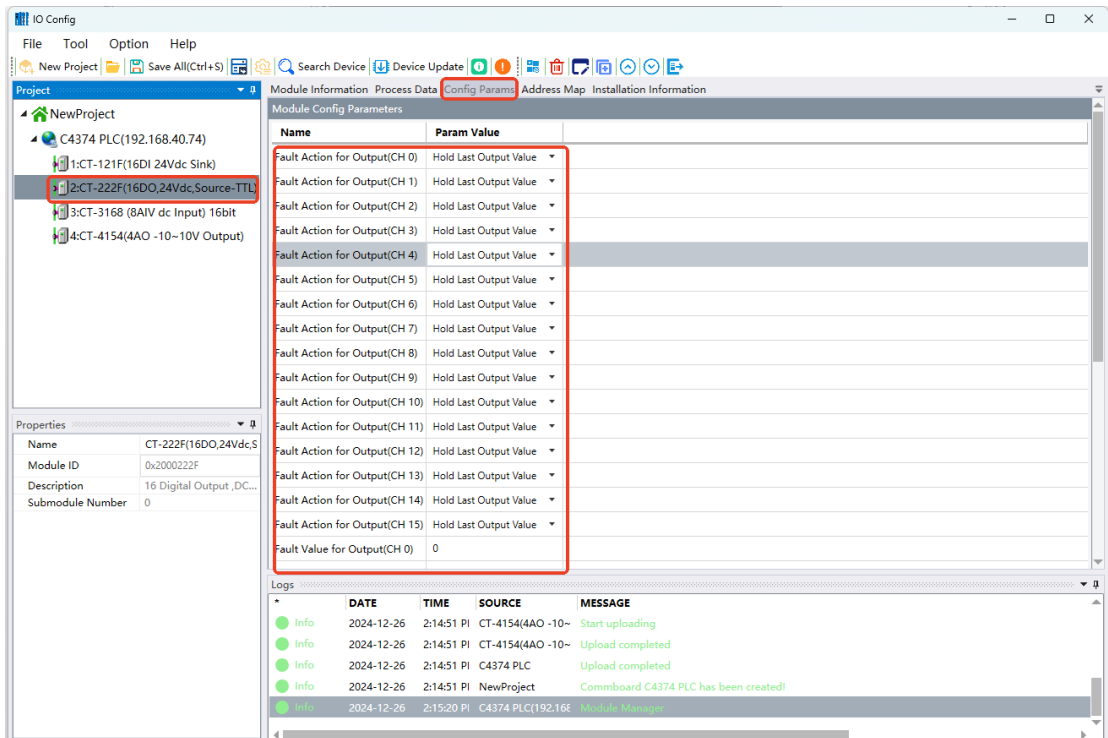 IO Config
File Tool Option Help
New Project Save All(Ctrl+S) Search Device Device Update
Project
NewProject
C4374 PLC(192.168.40.74)
1:CT-121F(16DI 24Vdc Sink)
2:CT-222F(16DO,24Vdc,Source-TTL)
3:CT-3168 (8AIV dc Input) 16bit
4:CT-4154(4AO -10~10V Output)
Properties
Name CT-222F(16DO,24Vdc,S
Module ID 0x2000222F
Description 16 Digital Output ,DC...
Submodule Number 0
Module Information Process Data Config Params Address Map Installation Information
Module Config Parameters
Name Param Value
Fault Action for Output(CH 0) Hold Last Output Value
Fault Action for Output(CH 1) Hold Last Output Value
Fault Action for Output(CH 2) Hold Last Output Value
Fault Action for Output(CH 3) Hold Last Output Value
Fault Action for Output(CH 4) Hold Last Output Value
Fault Action for Output(CH 5) Hold Last Output Value
Fault Action for Output(CH 6) Hold Last Output Value
Fault Action for Output(CH 7) Hold Last Output Value
Fault Action for Output(CH 8) Hold Last Output Value
Fault Action for Output(CH 9) Hold Last Output Value
Fault Action for Output(CH 10) Hold Last Output Value
Fault Action for Output(CH 11) Hold Last Output Value
Fault Action for Output(CH 12) Hold Last Output Value
Fault Action for Output(CH 13) Hold Last Output Value
Fault Action for Output(CH 14) Hold Last Output Value
Fault Action for Output(CH 15) Hold Last Output Value
Fault Value for Output(CH 0) 0
Logs
* DATE TIME SOURCE MESSAGE
Info 2024-12-26 2:14:51 PI CT-4154(4AO -10~ Start uploading
Info 2024-12-26 2:14:51 PI CT-4154(4AO -10~ Upload completed
Info 2024-12-26 2:14:51 PI C4374 PLC Upload completed
Info 2024-12-26 2:14:51 PI NewProject Commboard C4374 PLC has been created!
Info 2024-12-26 2:15:20 PI C4374 PLC(192.168 Module Manager